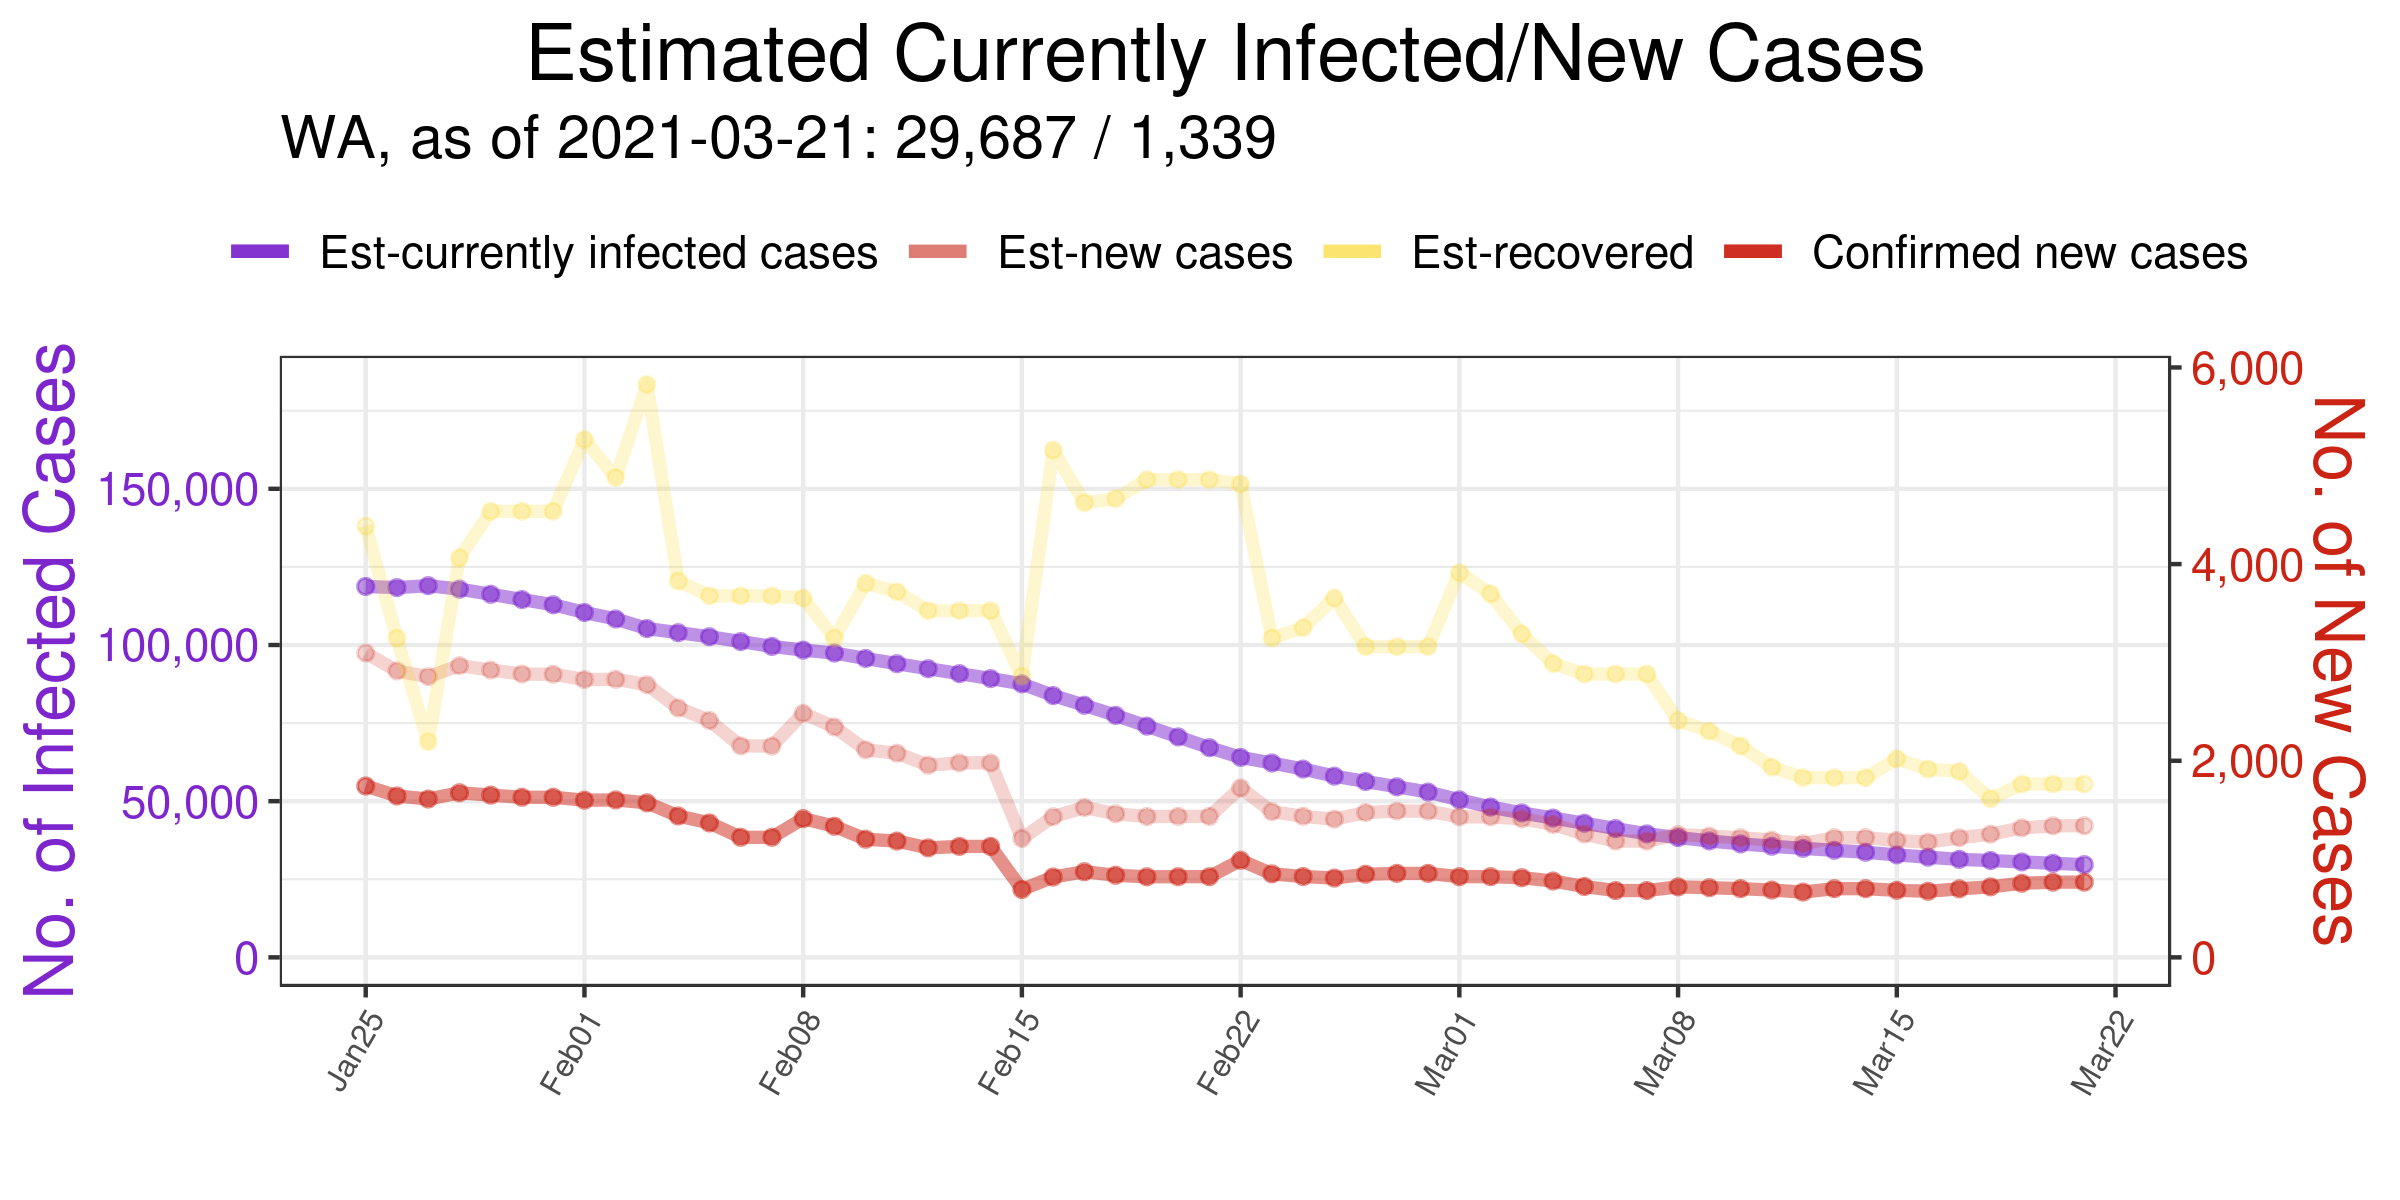 Estimated Currently Infected/New Cases
WA, as of 2021-03-21: 29,687 / 1,339
Est-currently infected cases Est-new cases Est-recovered Confirmed new cases
No. of Infected Cases
150,000
100,000
50,000
0
6,000
4,000
2,000
0
No. of New Cases
Jan25 Feb01 Feb08 Feb15 Feb22 Mar01 Mar08 Mar15 Mar22